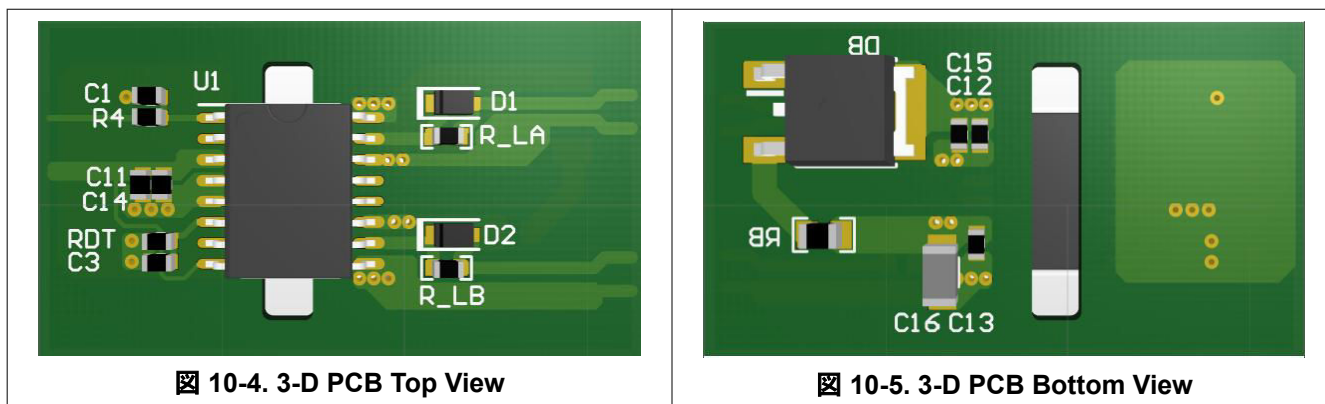 U1
C1
R4
C11
C14
RDT
C3
D1
R_LA
D2
R_LB
図 10-4. 3-D PCB Top View
DB
C15
C12
RB
C16 C13
図 10-5. 3-D PCB Bottom View